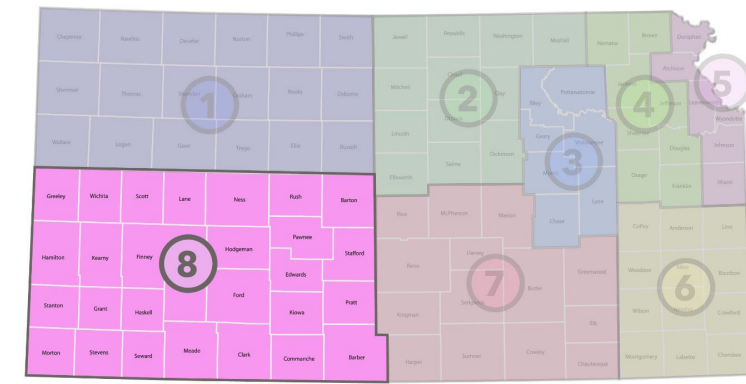 Cheyenne Rawlins Decatur Norton Phillips Smith Jewell Republic Washington Marshall Nemaha Brown Doniphan
Atchison
Sherman Thomas Sheridan Graham Rooks Osborne Mitchell Cloud Clay Riley Pottawatomie Jackson Jefferson
1 2 3 4 5
Wyandotte
Wallace Logan Gove Trego Ellis Russell Lincoln Ottawa Dickinson Geary Wabaunsee Shawnee Douglas Johnson
Ellsworth Saline Morris Osage Franklin Miami
Chase Lyon
Greeley Wichita Scott Lane Ness Rush Barton Rice McPherson Marion Coffey Anderson Linn
Pawnee
Hamilton Kearny Finney Hodgeman Stafford Reno Harvey Greenwood Woodson Allen
Edwards
8 7 6
Stanton Grant Haskell Ford Kiowa Pratt Kingman Butler Wilson Crawford
Elk
Morton Stevens Seward Meade Clark Commanche Barber Harper Sumner Cowley Chautauqua Montgomery Labette Cherokee